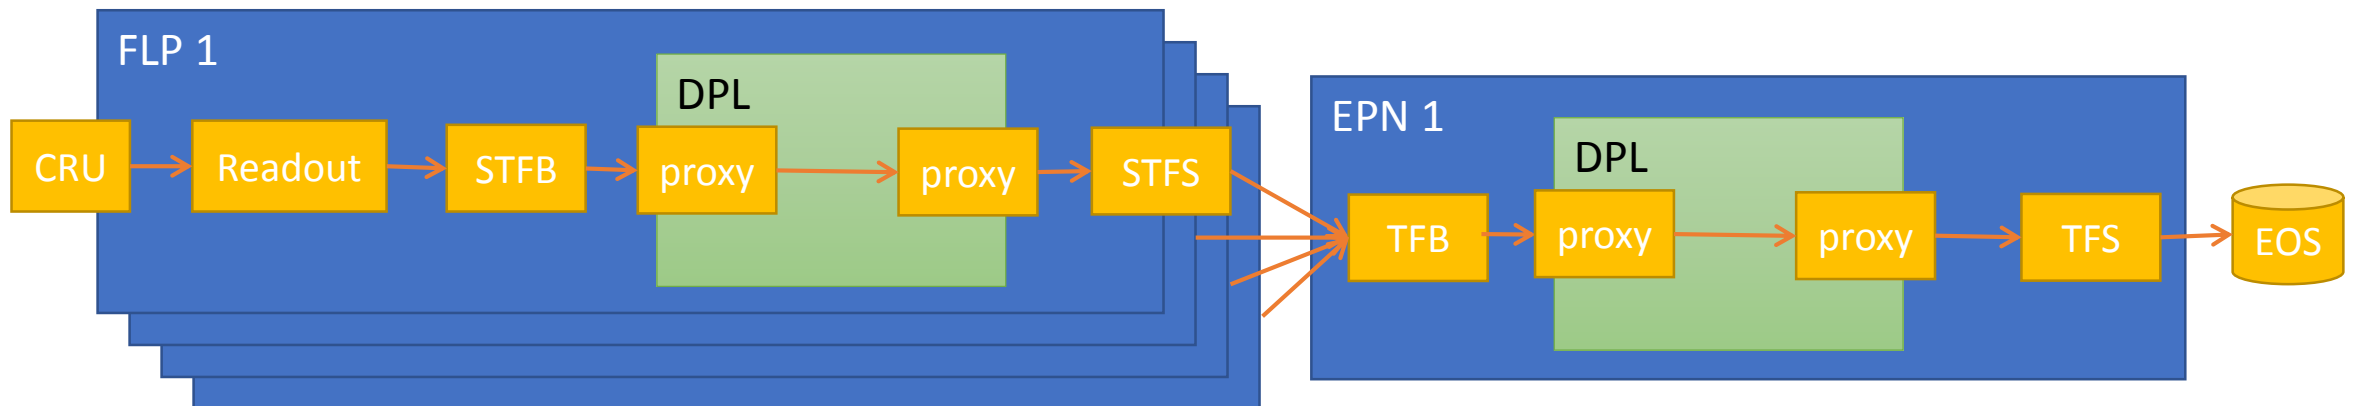 FLP 1
DPL
CRU
Readout
STFB
proxy
proxy
STFS
EPN 1
DPL
TFB
proxy
proxy
TFS
EOS